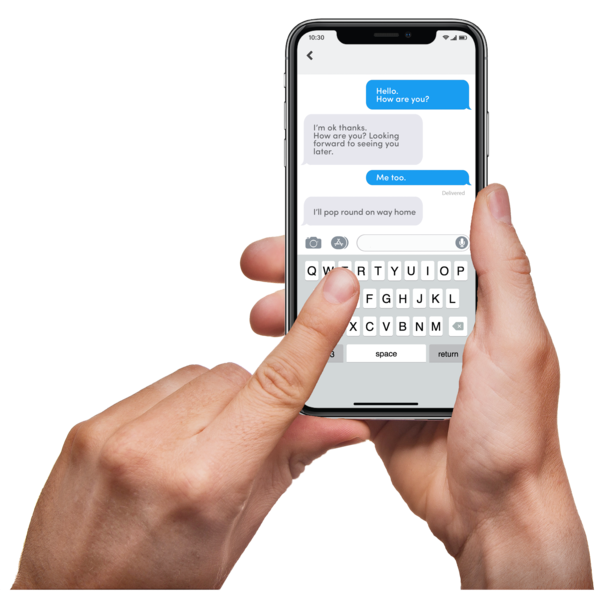 10:30
Hello.
How are you?
I'm ok thanks.
How are you? Looking
forward to seeing you
later.
Me too.
Delivered
I'll pop round on way home
Q W E R T Y U I O P
F G H J K L
X C V B N M
3 space return